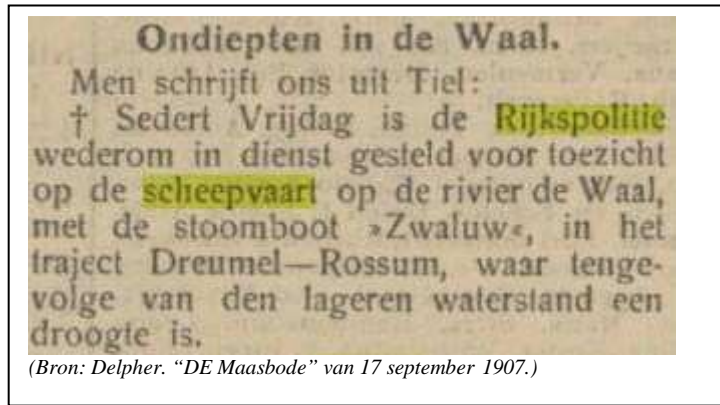 Ondiepten in de Waal.
Men schrijft ons uit Tiel:
† Sedert Vrijdag is de Rijkspolitie
wederom in dienst gesteld voor toezicht
op de scheepvaart op de rivier de Waal,
met de stoomboot »Zwaluw«, in het
traject Dreumel—Rossum, waar tenge-
volge van den lageren waterstand een
droogte is.
(Bron: Delpher. “DE Maasbode” van 17 september 1907.)